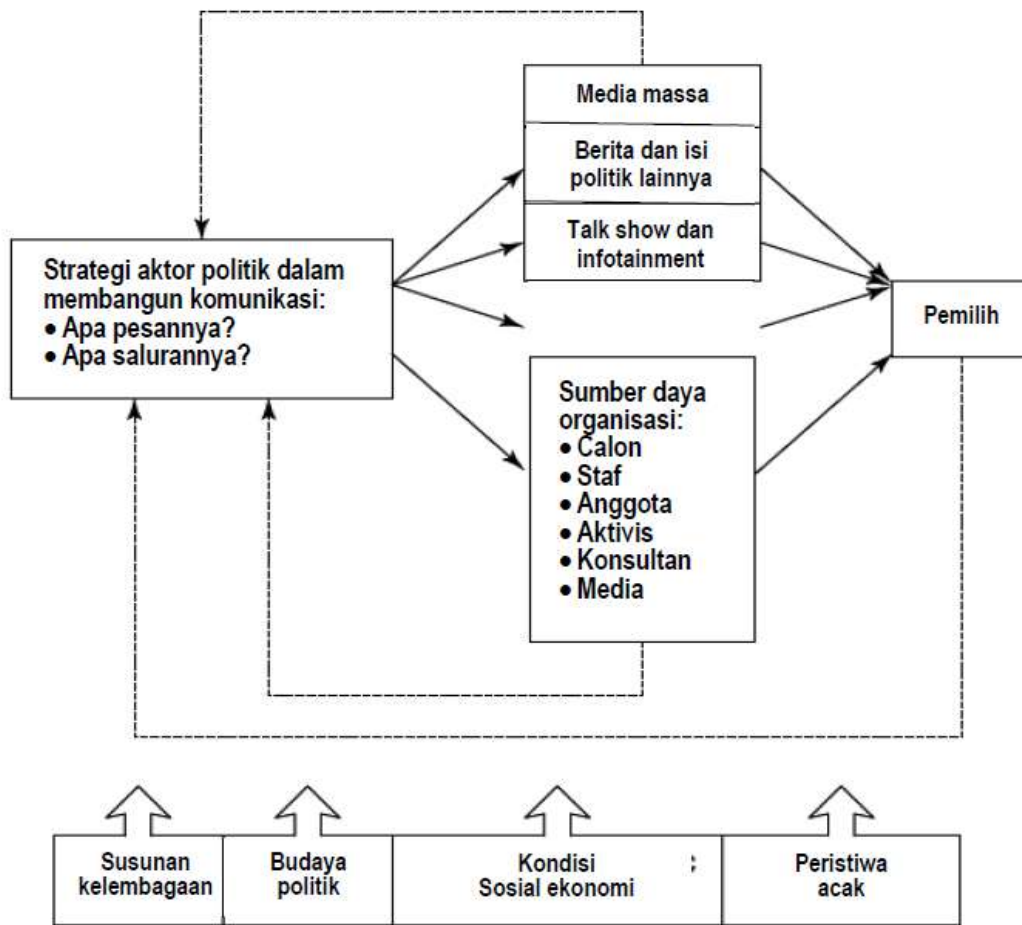 Media massa
Berita dan isi
politik lainnya
Talk show dan
infotainment
Strategi aktor politik dalam
membangun komunikasi:
• Apa pesannya?
• Apa salurannya?
Pemilih
Sumber daya
organisasi:
• Calon
• Staf
• Anggota
• Aktivis
• Konsultan
• Media
Susunan
kelembagaan
Budaya
politik
Kondisi
Sosial ekonomi
Peristiwa
acak